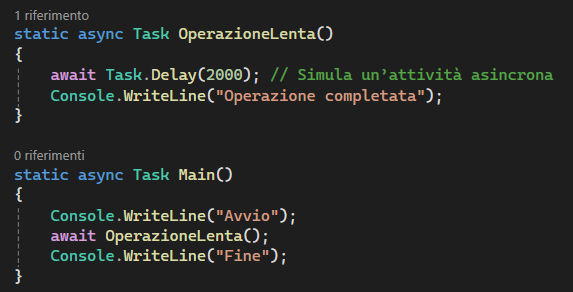 1 riferimento
static async Task OperazioneLenta()
{
    await Task.Delay(2000); // Simula un’attività asincrona
    Console.WriteLine("Operazione completata");
}
0 riferimenti
static async Task Main()
{
    Console.WriteLine("Avvio");
    await OperazioneLenta();
    Console.WriteLine("Fine");
}